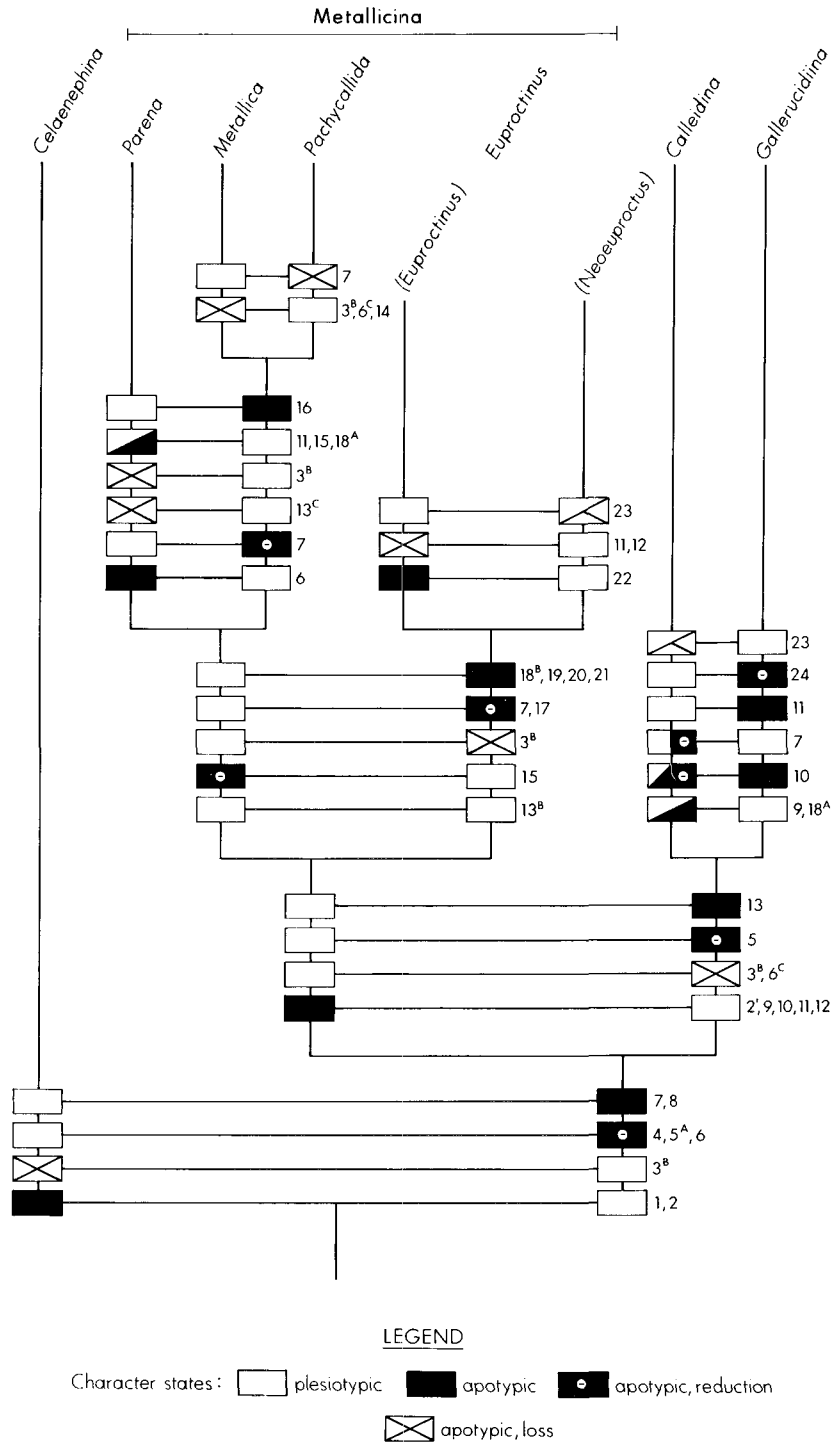 Metallicina
Celaenephina
Parena
Metallica
Pachycallida
Euproctinus
Calleidina
Gallerucidiina
(Euproctinus)
(Neoeuproctus)
7
3ᴮ,6ᶜ,14
16
11,15,18ᴬ
3ᴮ
13ᶜ
7
6
23
11,12
22
18ᴮ,19,20,21
7,17
3ᴮ
15
13ᴮ
23
24
11
7
10
9,18ᴬ
13
5
3ᴮ,6ᶜ
2',9,10,11,12
7,8
4,5ᴬ,6
3ᴮ
1,2
LEGEND
Character states: plesiotypic apotypic apotypic, reduction
apotypic, loss